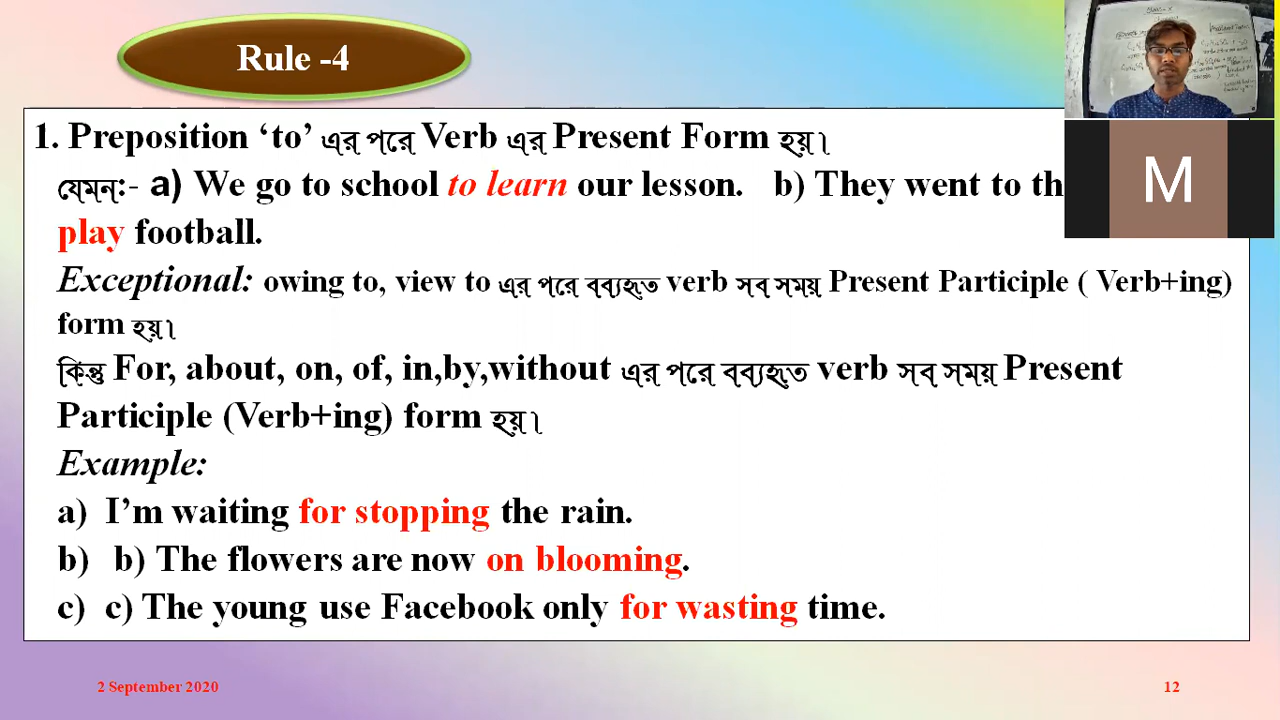 Rule -4
1. Preposition ‘to’ এর পরে Verb এর Present Form হয়।
যেমনঃ- a) We go to school to learn our lesson. b) They went to th
play football.
Exceptional: owing to, view to এর পরে বব্যহৃত verb সব সময় Present Participle ( Verb+ing)
form হয়।
কিন্তু For, about, on, of, in,by,without এর পরে বব্যহৃত verb সব সময় Present
Participle (Verb+ing) form হয়।
Example:
a) I’m waiting for stopping the rain.
b) b) The flowers are now on blooming.
c) c) The young use Facebook only for wasting time.
2 September 2020
12
M